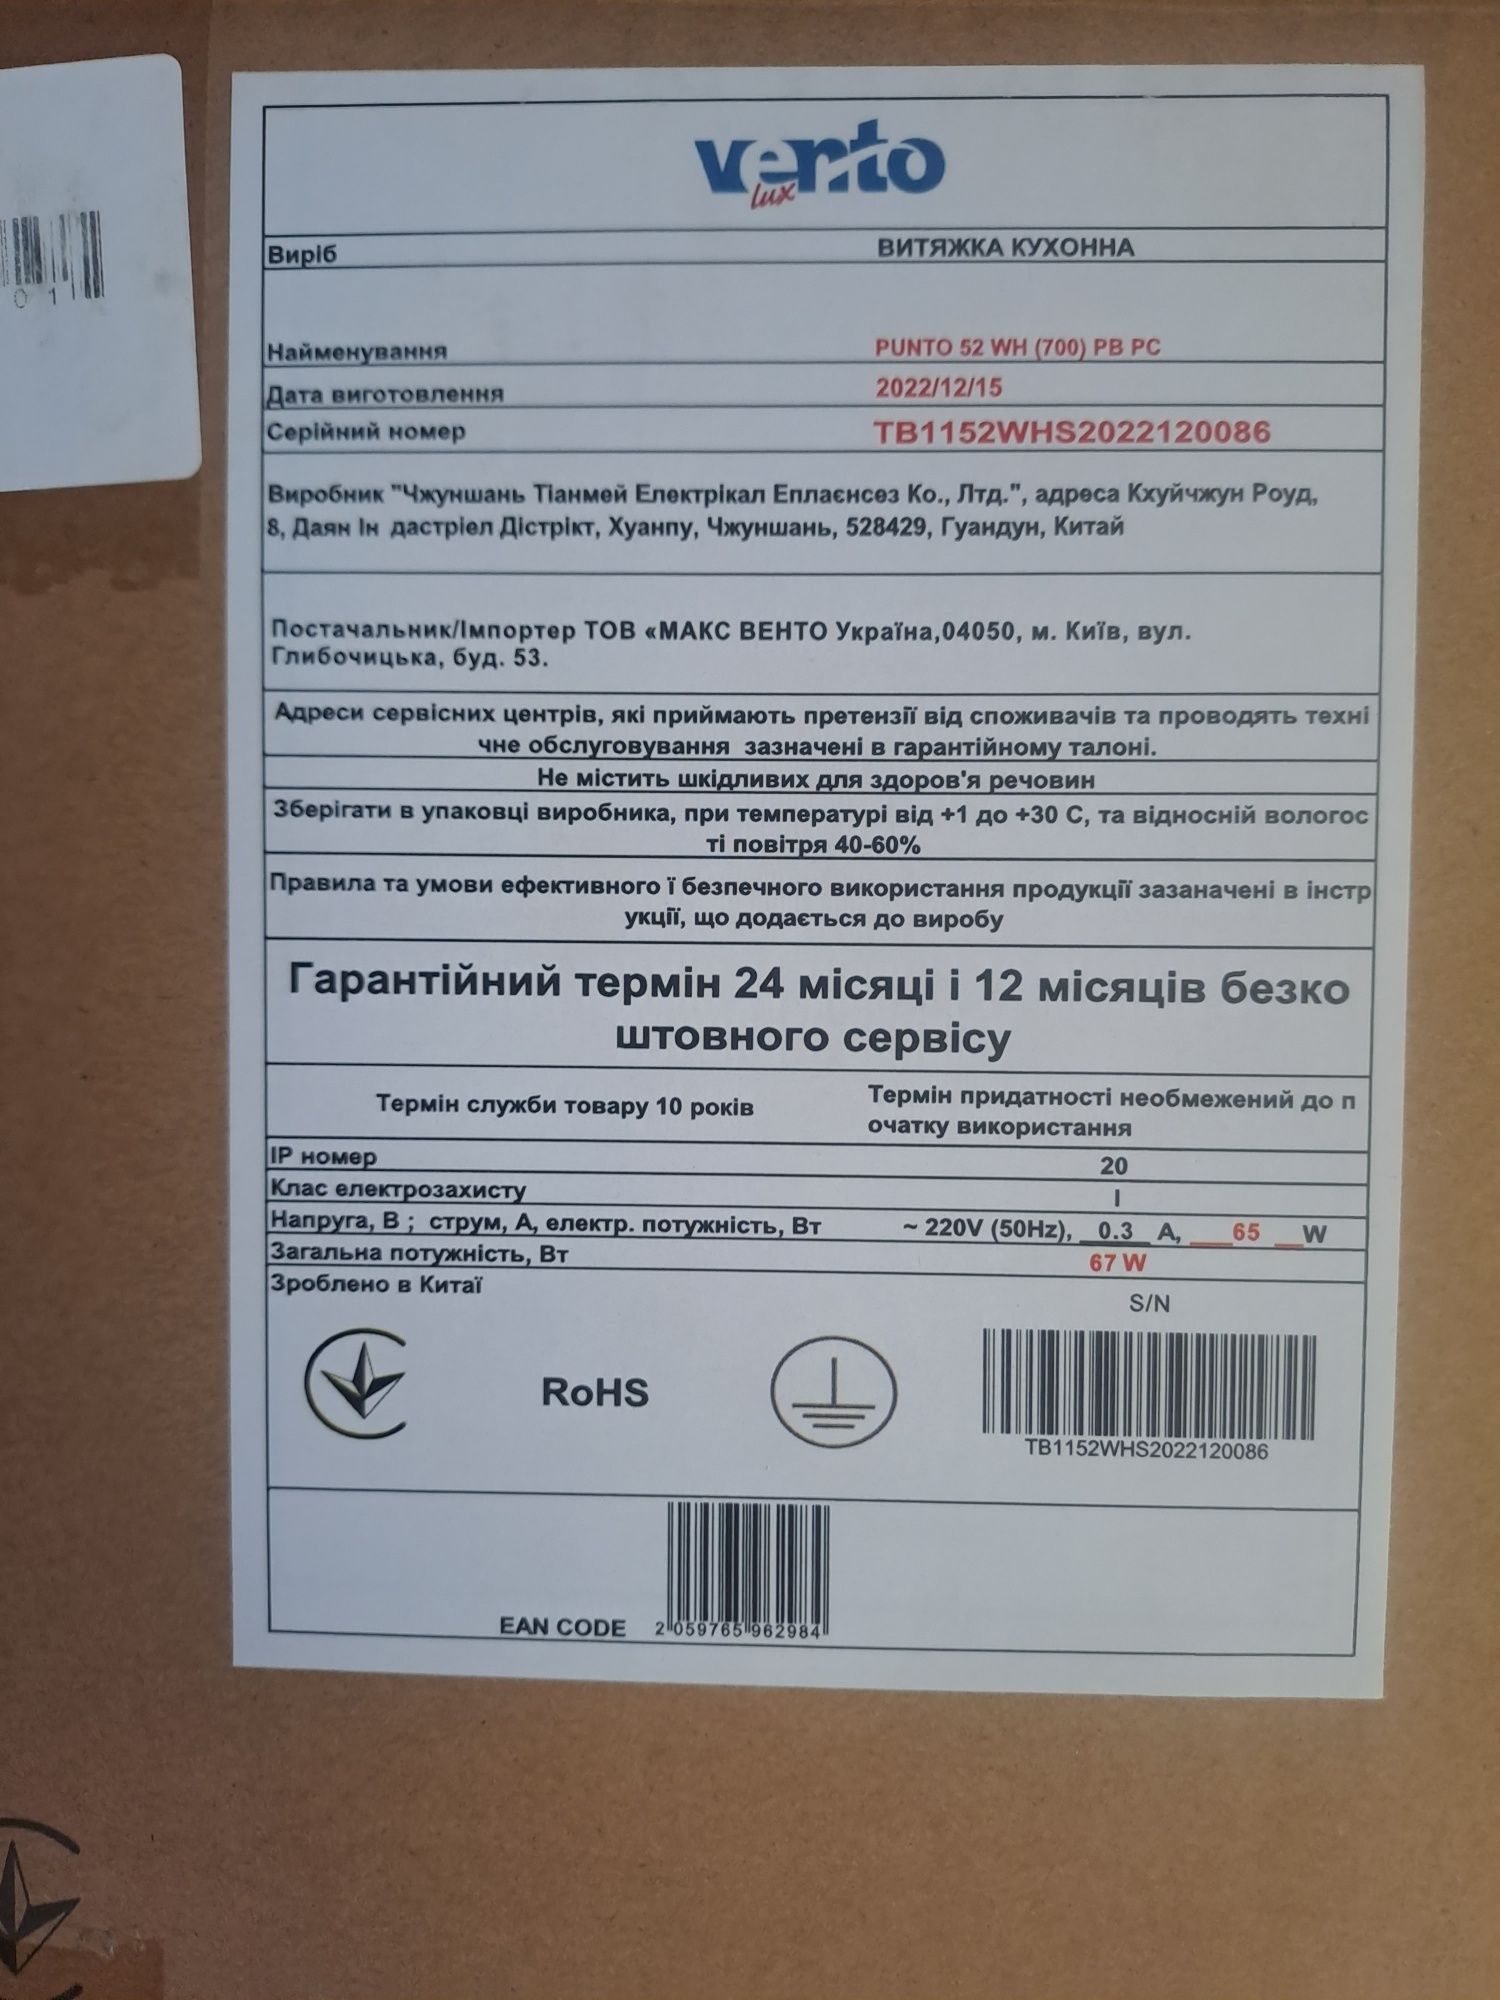 vento
lux
Виріб ВИТЯЖКА КУХОННА
Найменування PUNTO 52 WH (700) PB PC
Дата виготовлення 2022/12/15
Серійний номер TB1152WHS2022120086
Виробник "Чжуншань Тіанмей Електрікал Еплаєнсез Ко., Лтд.", адреса Кхуйчжун Роуд,
8, Даян Ін дастріел Дістрікт, Хуанпу, Чжуншань, 528429, Гуандун, Китай
Постачальник/Імпортер ТОВ «МАКС ВЕНТО Україна,04050, м. Київ, вул.
Глибочицька, буд. 53.
Адреси сервісних центрів, які приймають претензії від споживачів та проводять техні
чне обслуговування зазначені в гарантійному талоні.
Не містить шкідливих для здоров'я речовин
Зберігати в упаковці виробника, при температурі від +1 до +30 С, та відносній вологос
ті повітря 40-60%
Правила та умови ефективного ї безпечного використання продукції зазаначені в інстр
укції, що додається до виробу
Гарантійний термін 24 місяці і 12 місяців безко
штовного сервісу
Термін служби товару 10 років
Термін придатності необмежений до п
очатку використання
IP номер 20
Клас електрозахисту I
Напруга, В ; струм, А, електр. потужність, Вт ~ 220V (50Hz), __0.3__ A, ___65 __W
Загальна потужність, Вт 67 W
Зроблено в Китаї
S/N
RoHS
TB1152WHS2022120086
EAN CODE 2 059765 962984
0 1